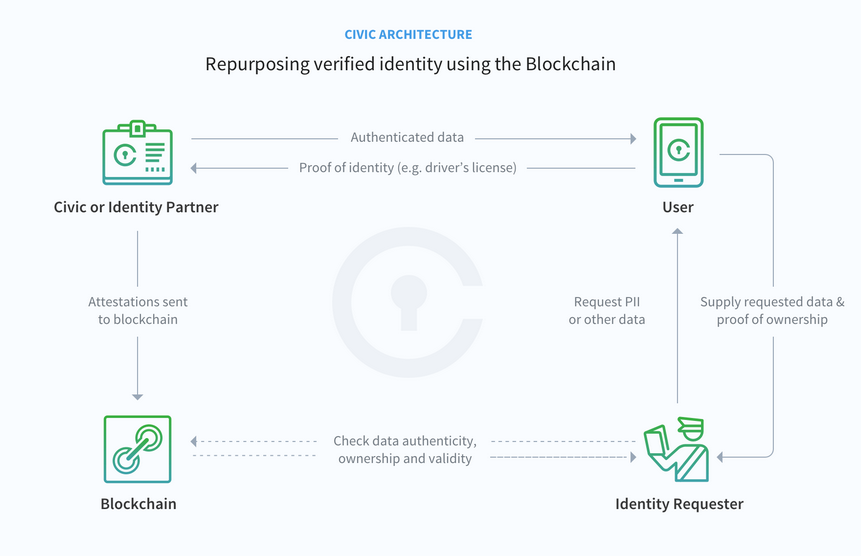 CIVIC ARCHITECTURE
Repurposing verified identity using the Blockchain
Authenticated data
Proof of identity (e.g. driver's license)
Civic or Identity Partner
User
Attestations sent
to blockchain
Request PII
or other data
Supply requested data &
proof of ownership
Check data authenticity,
ownership and validity
Blockchain
Identity Requester